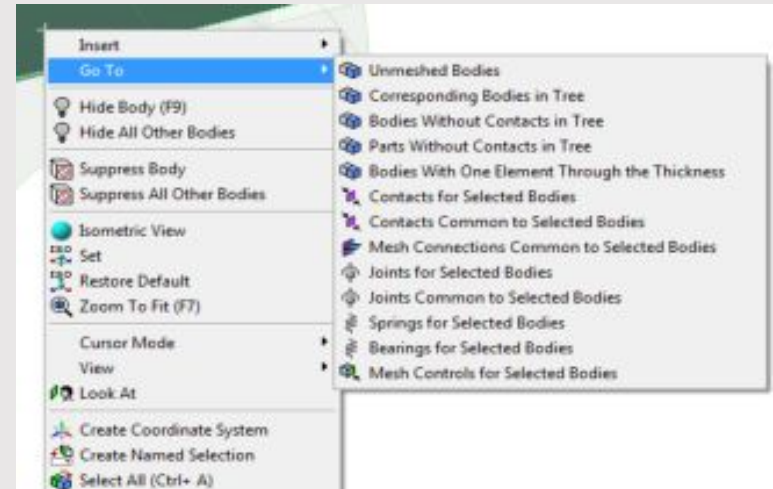 Insert
Go To
Hide Body (F9)
Hide All Other Bodies
Suppress Body
Suppress All Other Bodies
Isometric View
Set
Restore Default
Zoom To Fit (F7)
Cursor Mode
View
Look At
Create Coordinate System
Create Named Selection
Select All (Ctrl+ A)
Unmeshed Bodies
Corresponding Bodies in Tree
Bodies Without Contacts in Tree
Parts Without Contacts in Tree
Bodies With One Element Through the Thickness
Contacts for Selected Bodies
Contacts Common to Selected Bodies
Mesh Connections Common to Selected Bodies
Joints for Selected Bodies
Joints Common to Selected Bodies
Springs for Selected Bodies
Bearings for Selected Bodies
Mesh Controls for Selected Bodies